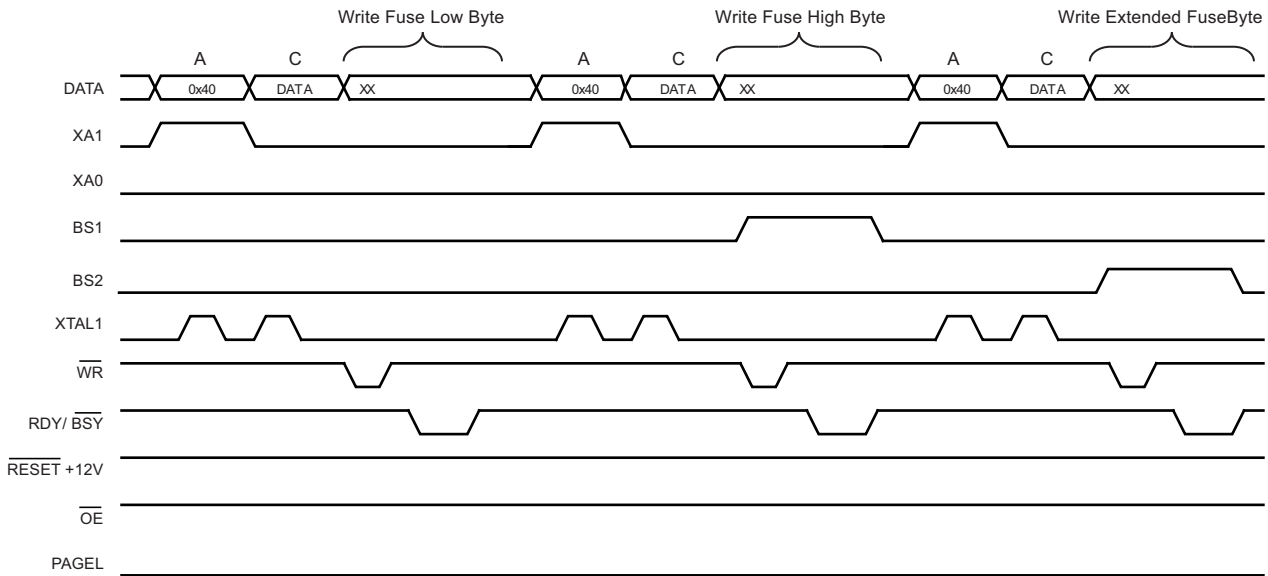 Write Fuse Low Byte Write Fuse High Byte Write Extended FuseByte
A C A C A C
DATA 0x40 DATA XX 0x40 DATA XX 0x40 DATA XX
XA1
XA0
BS1
BS2
XTAL1
WR
RDY/ BSY
RESET +12V
OE
PAGEL